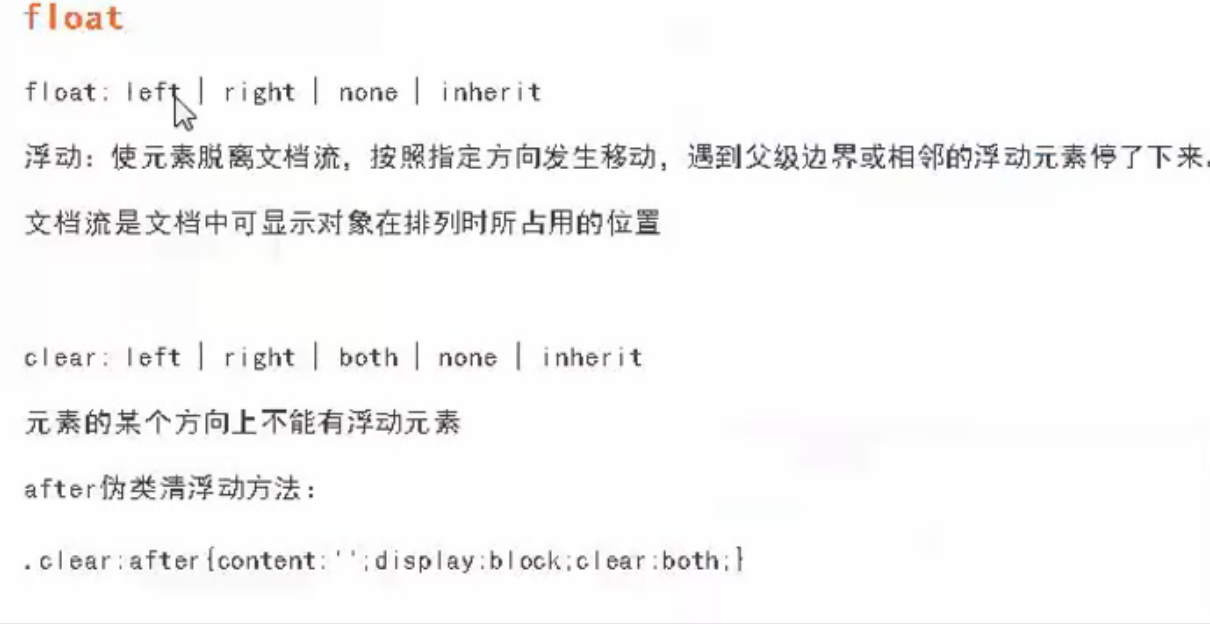 float
float: left | right | none | inherit
浮动：使元素脱离文档流，按照指定方向发生移动，遇到父级边界或相邻的浮动元素停了下来.
文档流是文档中可显示对象在排列时所占用的位置
clear: left | right | both | none | inherit
元素的某个方向上不能有浮动元素
after伪类清浮动方法：
.clear:after{content:'';display:block;clear:both;}